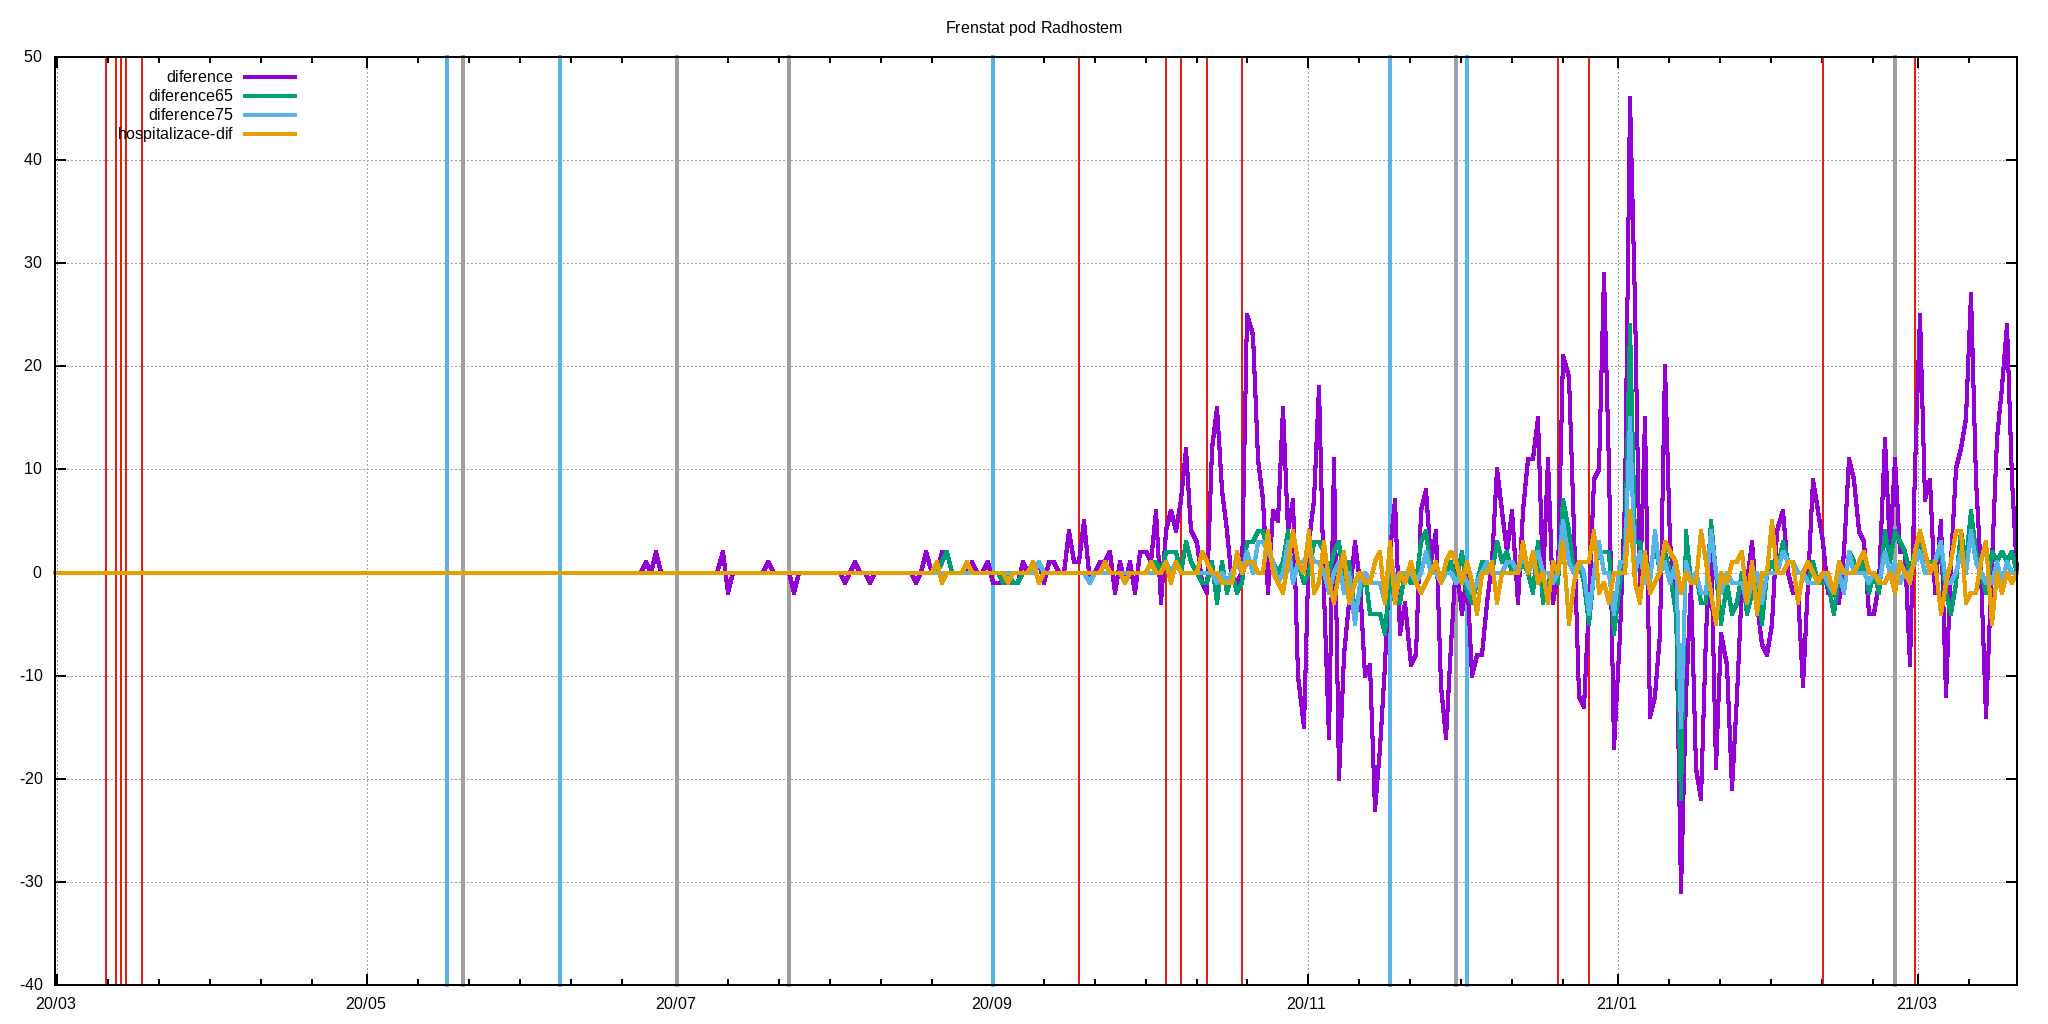 Frenstat pod Radhostem
diference
diference65
diference75
hospitalizace-dif
50
40
30
20
10
0
-10
-20
-30
-40
20/03 20/05 20/07 20/09 20/11 21/01 21/03